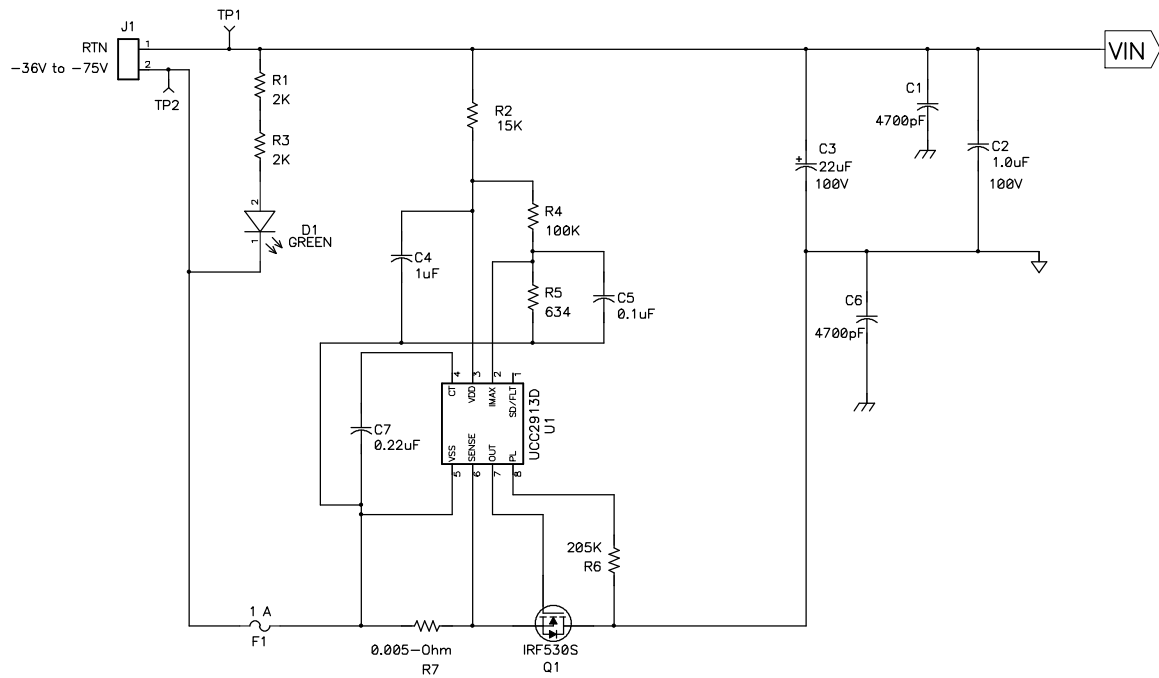 TP1
J1
RTN
1
-36V to -75V
2
TP2
VIN
R1
2K
R3
2K
2
1
D1
GREEN
R2
15K
R4
100K
C4
1uF
R5
634
C5
0.1uF
C1
4700pF
C3
+
22uF
100V
C2
1.0uF
100V
C6
4700pF
4
3
2
1
CT
VDD
IMAX
SD/FLT
UCC2913D
U1
VSS
SENSE
OUT
PL
5
6
7
8
C7
0.22uF
205K
R6
1 A
F1
0.005-Ohm
R7
IRF530S
Q1